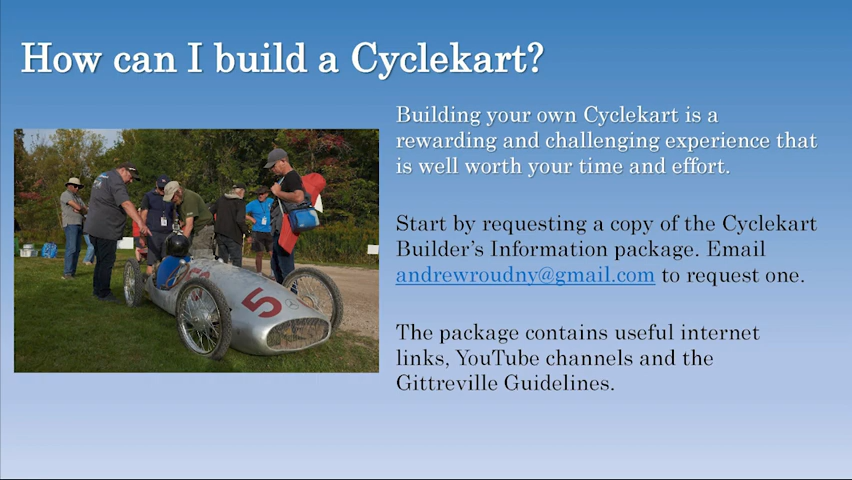 How can I build a Cyclekart?
Building your own Cyclekart is a
rewarding and challenging experience that
is well worth your time and effort.
Start by requesting a copy of the Cyclekart
Builder's Information package. Email
andrewroudny@gmail.com to request one.
The package contains useful internet
links, YouTube channels and the
Gittreville Guidelines.
5